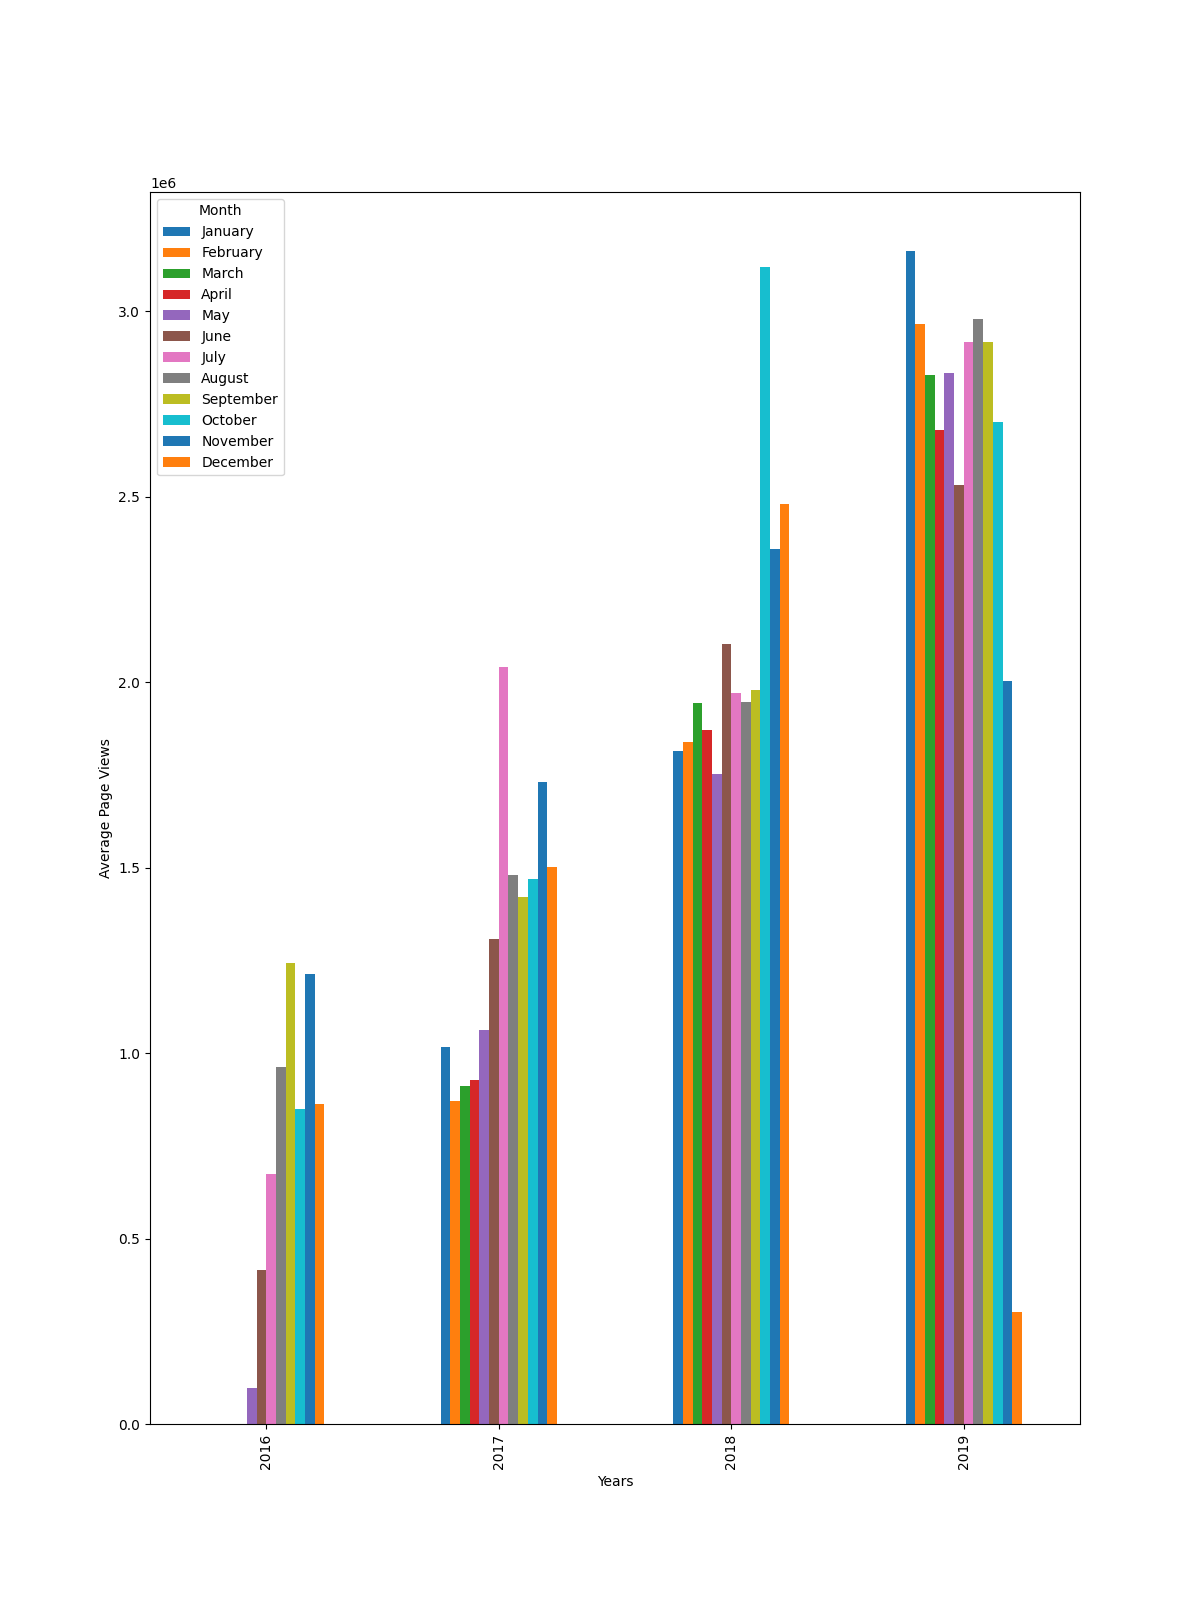 1e6
Month
January
February
March
April
May
June
July
August
September
October
November
December
3.0
2.5
2.0
1.5
1.0
0.5
0.0
Average Page Views
2016
2017
2018
2019
Years